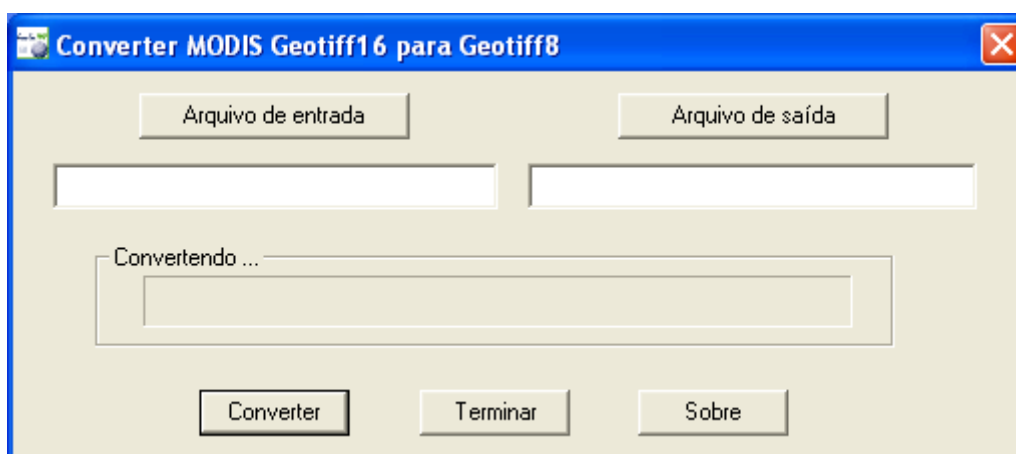 Converter MODIS Geotiff16 para Geotiff8
Arquivo de entrada
Arquivo de saída
Convertendo ...
Converter
Terminar
Sobre